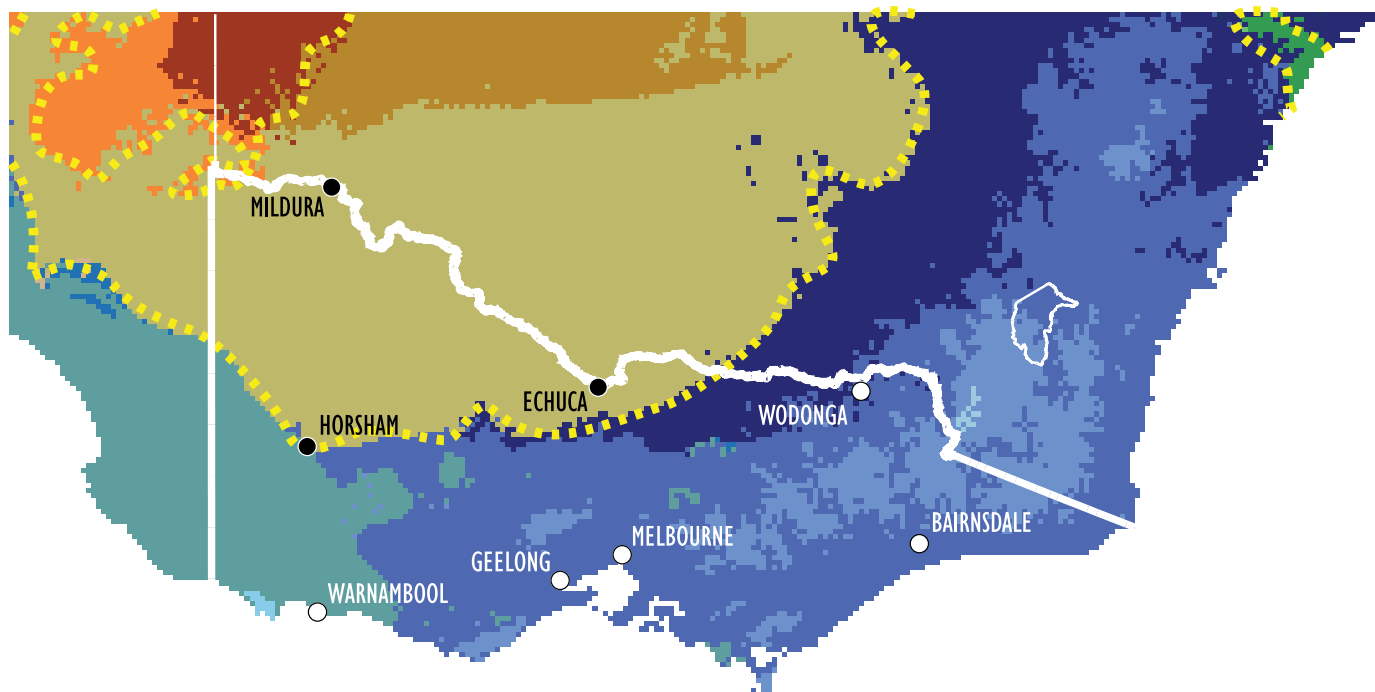 MILDURA
ECHUCA
WODONGA
HORSHAM
BAIRNSDALE
MELBOURNE
GEELONG
WARNAMBOOL